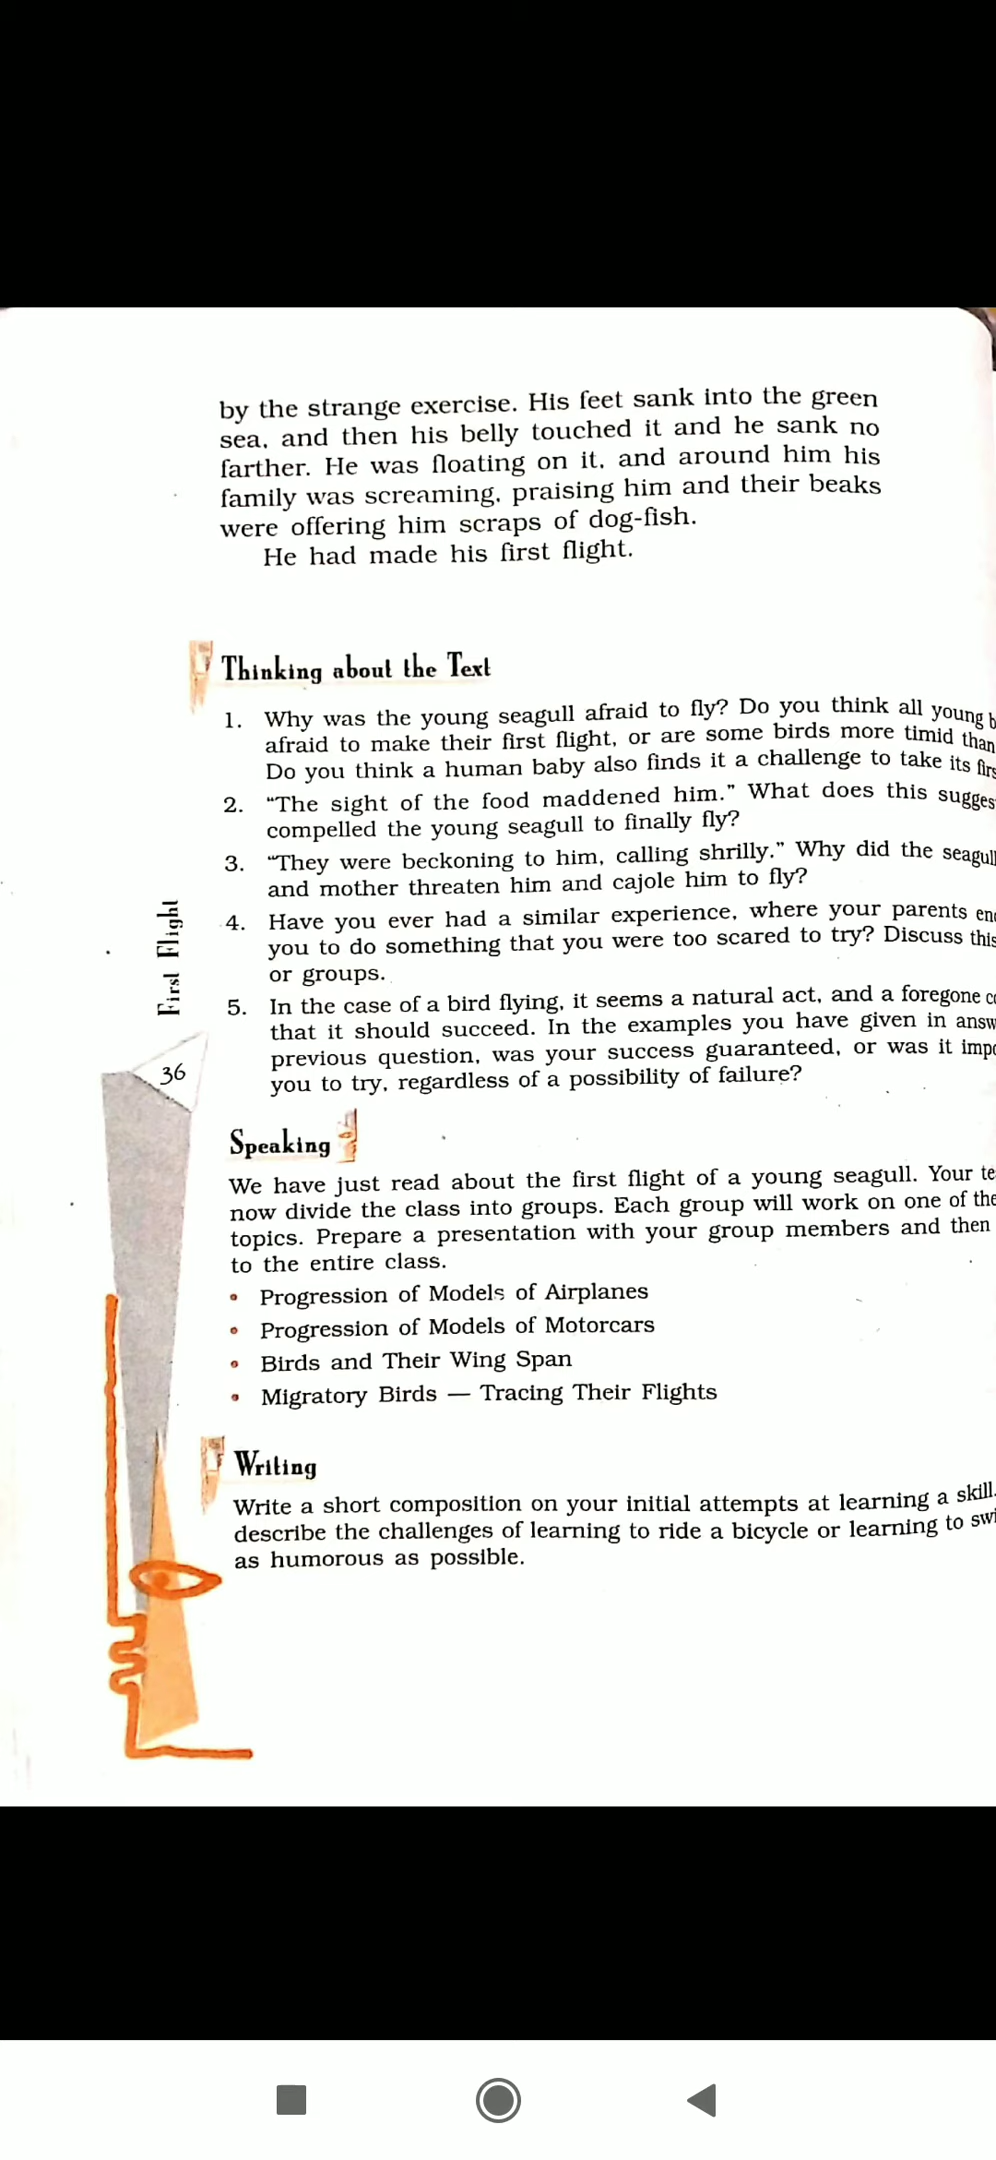 by the strange exercise. His feet sank into the green
sea, and then his belly touched it and he sank no
farther. He was floating on it, and around him his
family was screaming, praising him and their beaks
were offering him scraps of dog-fish.
He had made his first flight.
Thinking about the Text
1. Why was the young seagull afraid to fly? Do you think all young b
afraid to make their first flight, or are some birds more timid than
Do you think a human baby also finds it a challenge to take its firs
2. “The sight of the food maddened him.” What does this sugges
compelled the young seagull to finally fly?
3. “They were beckoning to him, calling shrilly.” Why did the seagull
and mother threaten him and cajole him to fly?
4. Have you ever had a similar experience, where your parents enc
you to do something that you were too scared to try? Discuss this
or groups.
5. In the case of a bird flying, it seems a natural act, and a foregone co
that it should succeed. In the examples you have given in answ
previous question, was your success guaranteed, or was it impo
you to try, regardless of a possibility of failure?
First Flight
36
Speaking
We have just read about the first flight of a young seagull. Your te
now divide the class into groups. Each group will work on one of the
topics. Prepare a presentation with your group members and then
to the entire class.
• Progression of Models of Airplanes
• Progression of Models of Motorcars
• Birds and Their Wing Span
• Migratory Birds — Tracing Their Flights
Writing
Write a short composition on your initial attempts at learning a skill.
describe the challenges of learning to ride a bicycle or learning to swi
as humorous as possible.